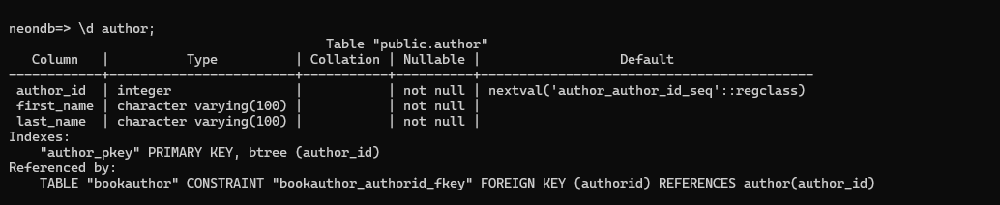 neondb=> \d author;
                                        Table "public.author"
   Column   |          Type          | Collation | Nullable |                  Default
------------+------------------------+-----------+----------+-------------------------------------------
 author_id  | integer                |           | not null | nextval('author_author_id_seq'::regclass)
 first_name | character varying(100) |           | not null |
 last_name  | character varying(100) |           | not null |
Indexes:
    "author_pkey" PRIMARY KEY, btree (author_id)
Referenced by:
    TABLE "bookauthor" CONSTRAINT "bookauthor_authorid_fkey" FOREIGN KEY (authorid) REFERENCES author(author_id)